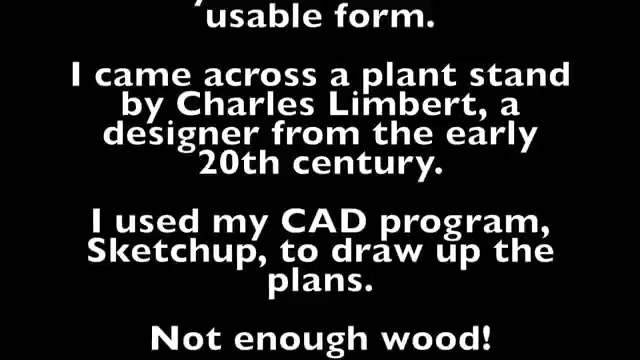 usable form.
I came across a plant stand
by Charles Limbert, a
designer from the early
20th century.
I used my CAD program,
Sketchup, to draw up the
plans.
Not enough wood!